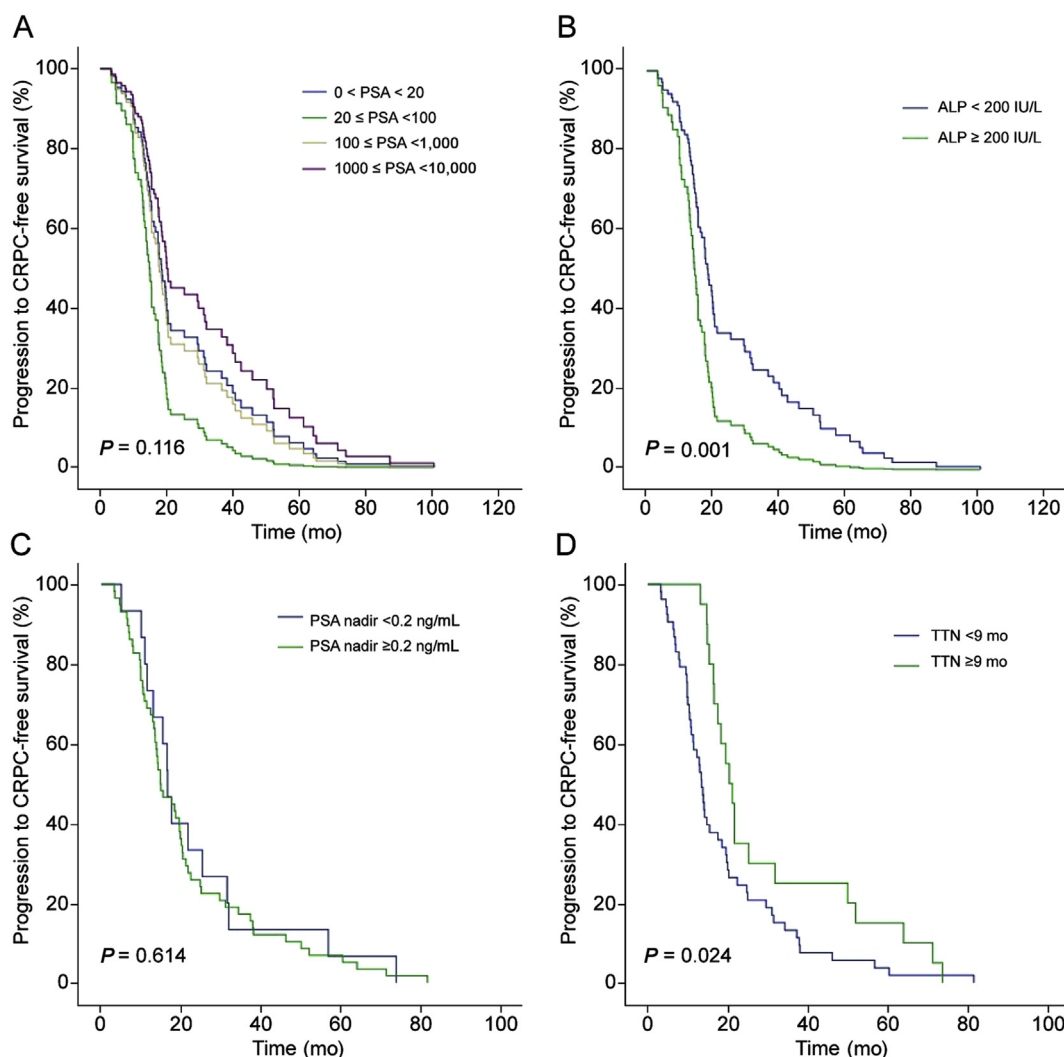 A
Progression to CRPC-free survival (%)
100
80
60
40
20
0
0 < PSA < 20
20 ≤ PSA <100
100 ≤ PSA <1,000
1000 ≤ PSA <10,000
P = 0.116
0 20 40 60 80 100 120
Time (mo)
B
Progression to CRPC-free survival (%)
100
80
60
40
20
0
ALP < 200 IU/L
ALP ≥ 200 IU/L
P = 0.001
0 20 40 60 80 100 120
Time (mo)
C
Progression to CRPC-free survival (%)
100
80
60
40
20
0
PSA nadir <0.2 ng/mL
PSA nadir ≥0.2 ng/mL
P = 0.614
0 20 40 60 80 100
Time (mo)
D
Progression to CRPC-free survival (%)
100
80
60
40
20
0
TTN <9 mo
TTN ≥9 mo
P = 0.024
0 20 40 60 80 100
Time (mo)